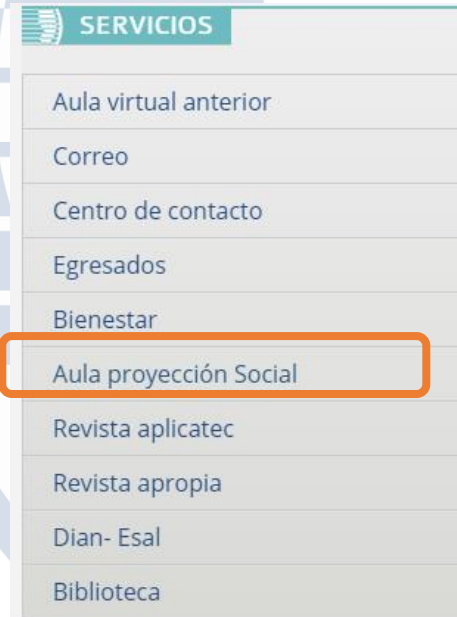 SERVICIOS
Aula virtual anterior
Correo
Centro de contacto
Egresados
Bienestar
Aula proyección Social
Revista aplicatec
Revista apropia
Dian- Esal
Biblioteca